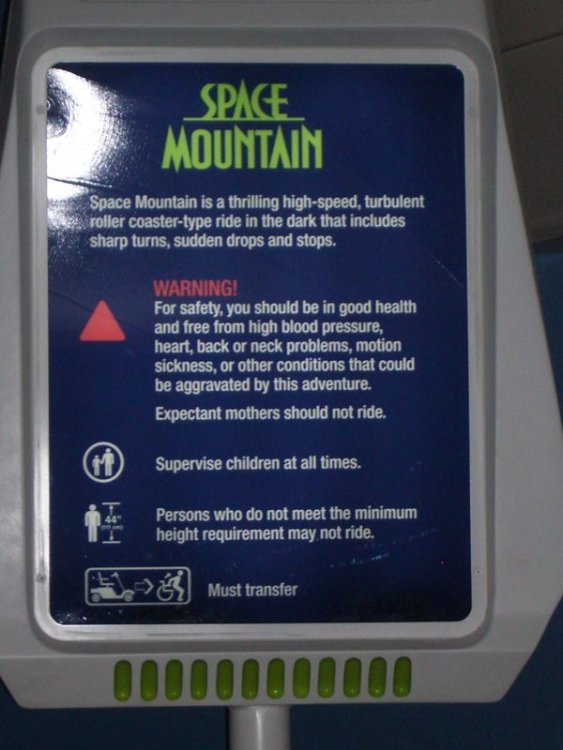 SPACE
MOUNTAIN
Space Mountain is a thrilling high-speed, turbulent
roller coaster-type ride in the dark that includes
sharp turns, sudden drops and stops.
WARNING!
For safety, you should be in good health
and free from high blood pressure,
heart, back or neck problems, motion
sickness, or other conditions that could
be aggravated by this adventure.
Expectant mothers should not ride.
Supervise children at all times.
44"
Persons who do not meet the minimum
height requirement may not ride.
Must transfer